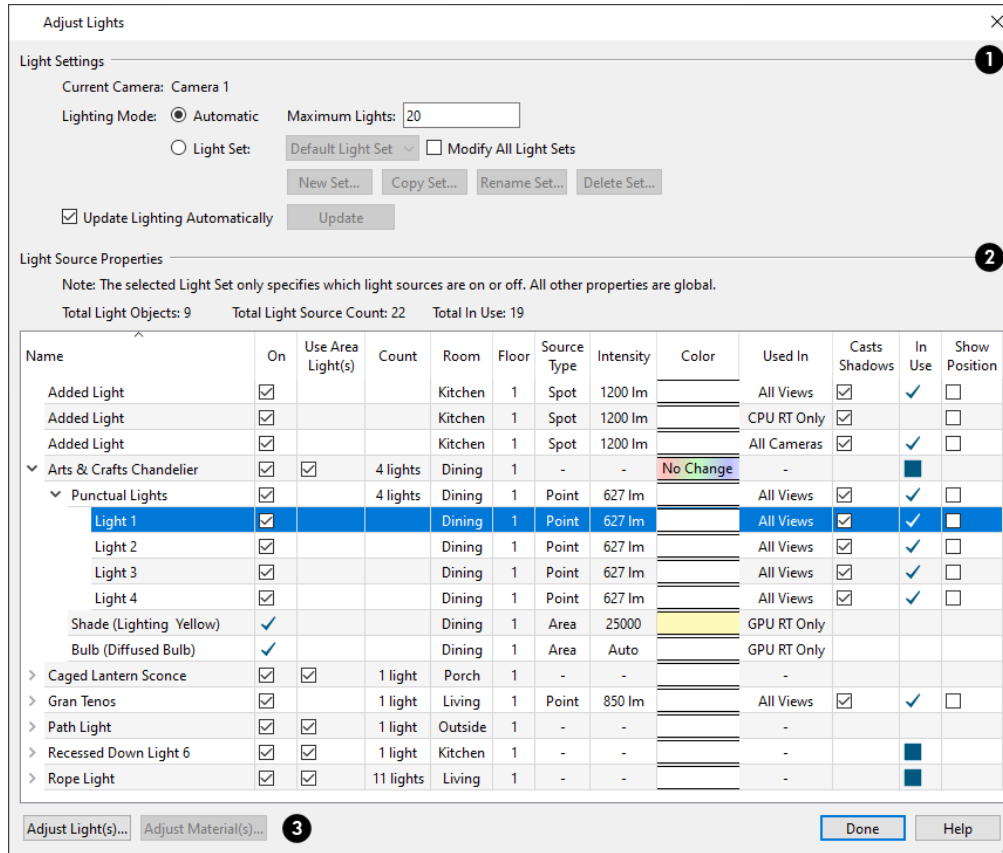 Adjust Lights
Light Settings
1
Current Camera: Camera 1
Lighting Mode: Automatic Maximum Lights: 20
Light Set: Default Light Set Modify All Light Sets
New Set... Copy Set... Rename Set... Delete Set...
Update Lighting Automatically Update
Light Source Properties
2
Note: The selected Light Set only specifies which light sources are on or off. All other properties are global.
Total Light Objects: 9 Total Light Source Count: 22 Total In Use: 19
Name On Use Area Light(s) Count Room Floor Source Type Intensity Color Used In Casts Shadows In Use Show Position
Added Light Kitchen 1 Spot 1200 lm All Views
Added Light Kitchen 1 Spot 1200 lm CPU RT Only
Added Light Kitchen 1 Spot 1200 lm All Cameras
Arts & Crafts Chandelier 4 lights Dining 1 - - No Change -
Punctual Lights 4 lights Dining 1 Point 627 lm All Views
Light 1 Dining 1 Point 627 lm All Views
Light 2 Dining 1 Point 627 lm All Views
Light 3 Dining 1 Point 627 lm All Views
Light 4 Dining 1 Point 627 lm All Views
Shade (Lighting Yellow) Dining 1 Area 25000 GPU RT Only
Bulb (Diffused Bulb) Dining 1 Area Auto GPU RT Only
Caged Lantern Sconce 1 light Porch 1 - - -
Gran Tenos 1 light Living 1 Point 850 lm All Views
Path Light 1 light Outside 1 - - -
Recessed Down Light 6 1 light Kitchen 1 - - -
Rope Light 11 lights Living 1 - - -
Adjust Light(s)... Adjust Material(s)... 3 Done Help